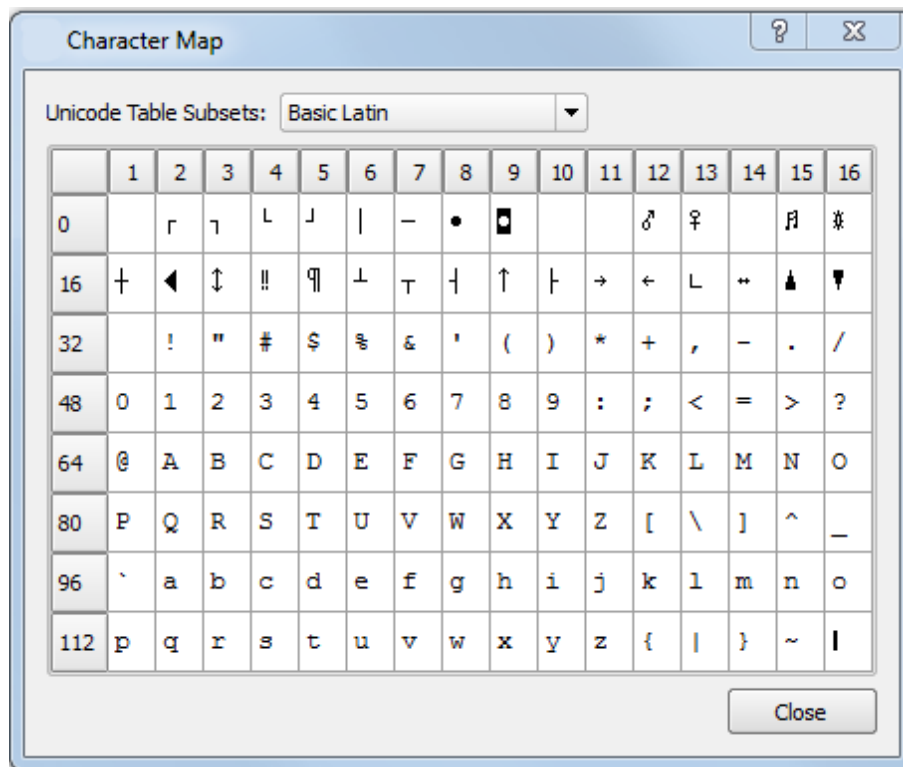 Character Map
Unicode Table Subsets: Basic Latin
1 2 3 4 5 6 7 8 9 10 11 12 13 14 15 16
0 ┌ ┐ └ ┘ │ ─ • ◘ ♂ ♀ ♬ ☼
16 ┼ ◄ ↕ ‼ ¶ ┴ ┬ ┤ ↑ ├ → ← ∟ ↔ ▲ ▼
32 ! " # $ % & ' ( ) * + , - . /
48 0 1 2 3 4 5 6 7 8 9 : ; < = > ?
64 @ A B C D E F G H I J K L M N O
80 P Q R S T U V W X Y Z [ \ ] ^ _
96 ` a b c d e f g h i j k l m n o
112 p q r s t u v w x y z { | } ~ |
Close